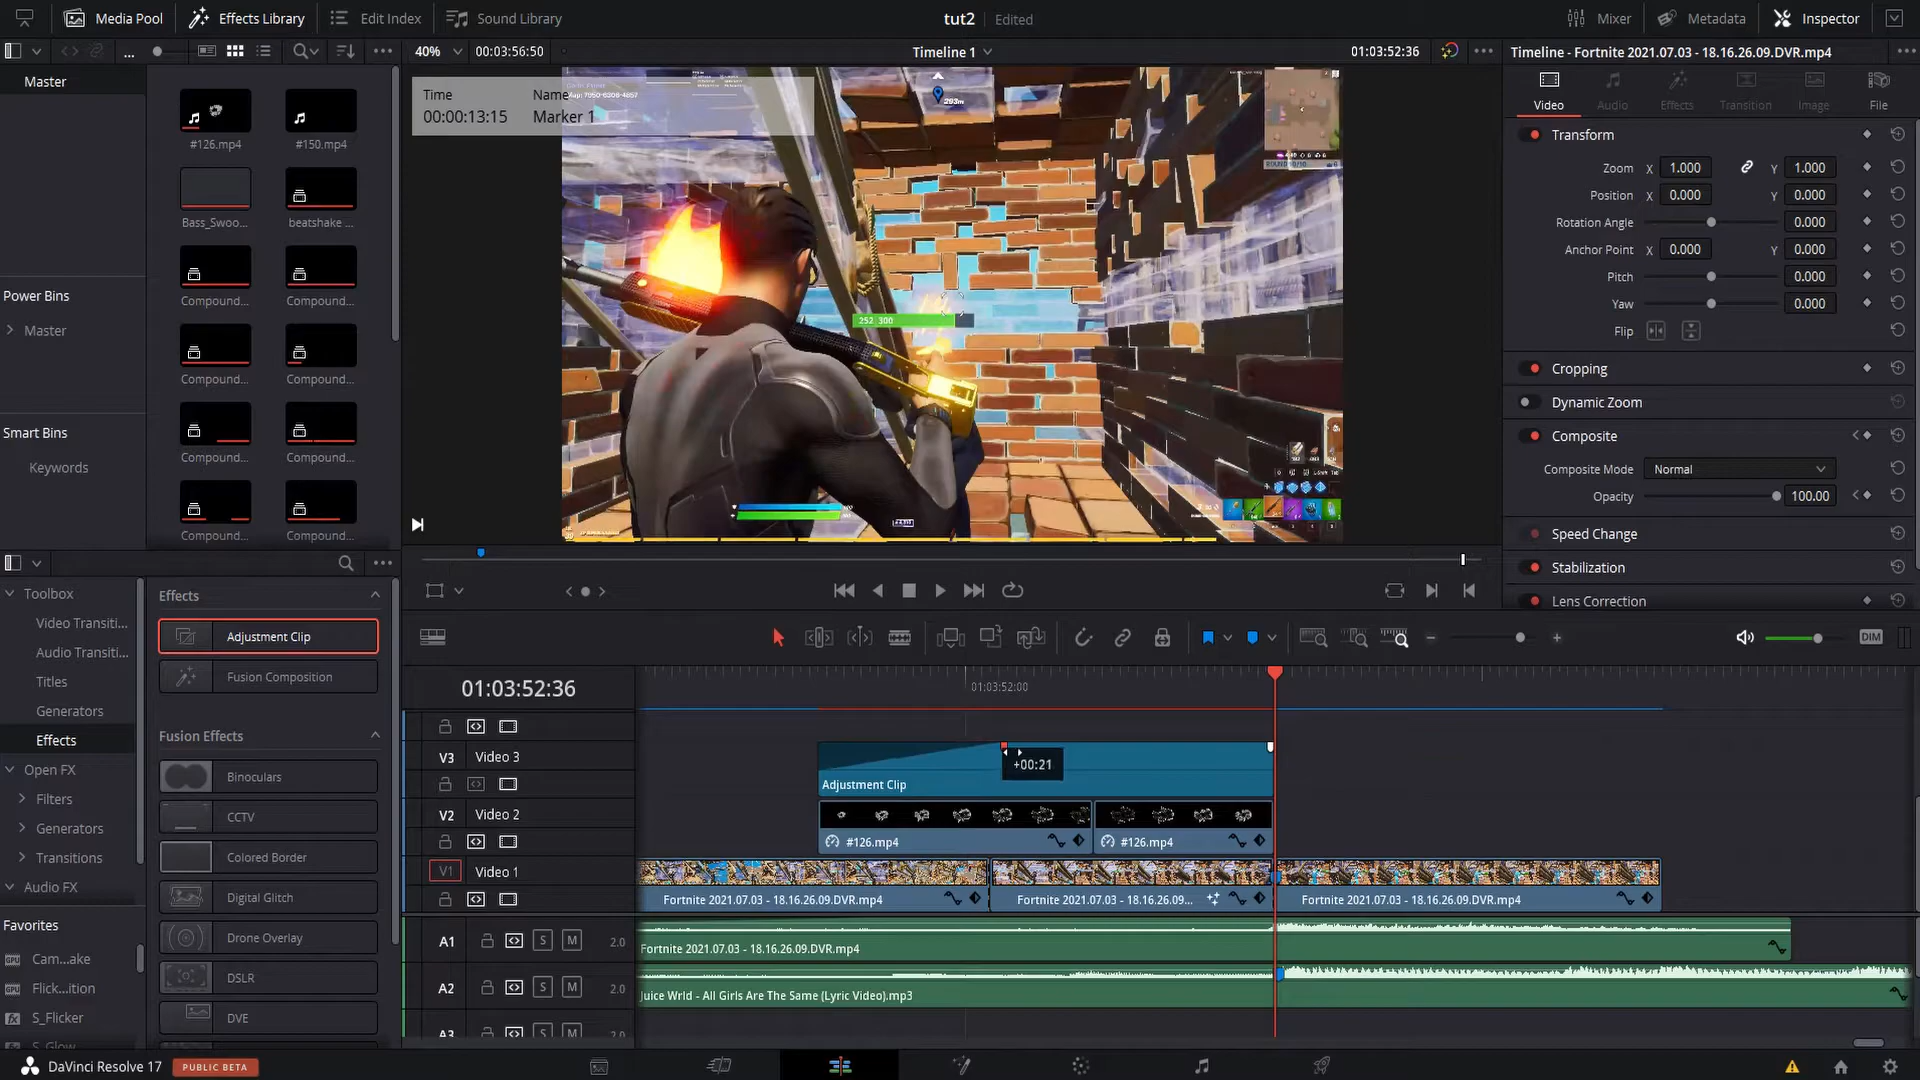 Media Pool
Effects Library
Edit Index
Sound Library
tut2
Edited
Mixer
Metadata
Inspector
...
40%
00:03:56:50
Timeline 1
01:03:52:36
Timeline - Fortnite 2021.07.03 - 18.16.26.09.DVR.mp4
Master
Power Bins
Master
Smart Bins
Keywords
#126.mp4
#150.mp4
Bass_Swoo...
beatshake ...
Compound...
Compound...
Compound...
Compound...
Compound...
Compound...
Compound...
Compound...
Time
Name
00:00:13:15
Marker 1
293m
252 300
Video
Audio
Effects
Transition
Image
File
Transform
Zoom X 1.000 Y 1.000
Position X 0.000 Y 0.000
Rotation Angle 0.000
Anchor Point X 0.000 Y 0.000
Pitch 0.000
Yaw 0.000
Flip
Cropping
Dynamic Zoom
Composite
Composite Mode Normal
Opacity 100.00
Speed Change
Stabilization
Lens Correction
Toolbox
Video Transiti...
Audio Transiti...
Titles
Generators
Effects
Open FX
Filters
Generators
Transitions
Audio FX
Favorites
Cam...ake
Flick...ition
S_Flicker
S_Glow
Effects
Adjustment Clip
Fusion Composition
Fusion Effects
Binoculars
CCTV
Colored Border
Digital Glitch
Drone Overlay
DSLR
DVE
DIM
01:03:52:36
01:03:52:00
V3 Video 3
+00:21
Adjustment Clip
V2 Video 2
#126.mp4
#126.mp4
V1 Video 1
Fortnite 2021.07.03 - 18.16.26.09.DVR.mp4
Fortnite 2021.07.03 - 18.16.26.09...
Fortnite 2021.07.03 - 18.16.26.09.DVR.mp4
A1 S M 2.0
Fortnite 2021.07.03 - 18.16.26.09.DVR.mp4
A2 S M 2.0
Juice Wrld - All Girls Are The Same (Lyric Video).mp3
A3 S M 2.0
DaVinci Resolve 17
PUBLIC BETA